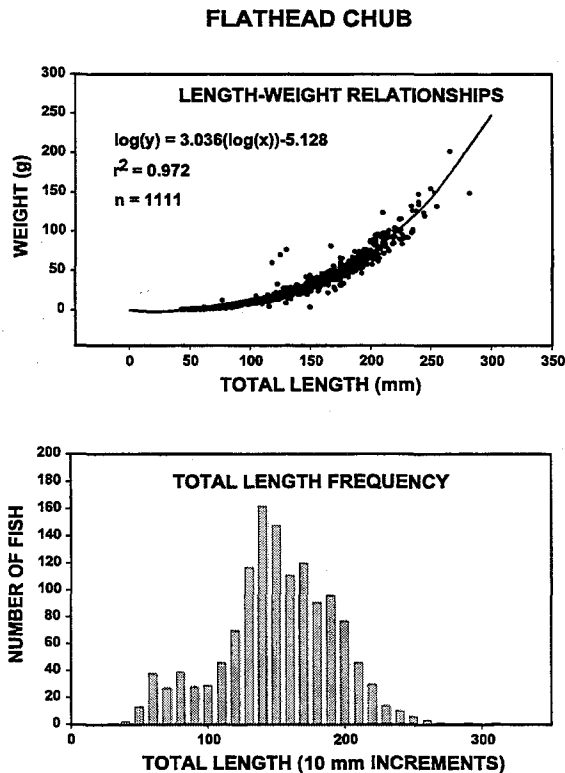 FLATHEAD CHUB
LENGTH-WEIGHT RELATIONSHIPS
log(y) = 3.036(log(x))-5.128
r2 = 0.972
n = 1111
WEIGHT (g)
300
250
200
150
100
50
0
0 50 100 150 200 250 300 350
TOTAL LENGTH (mm)
TOTAL LENGTH FREQUENCY
NUMBER OF FISH
200
180
160
140
120
100
80
60
40
20
0
0 100 200 300
TOTAL LENGTH (10 mm INCREMENTS)